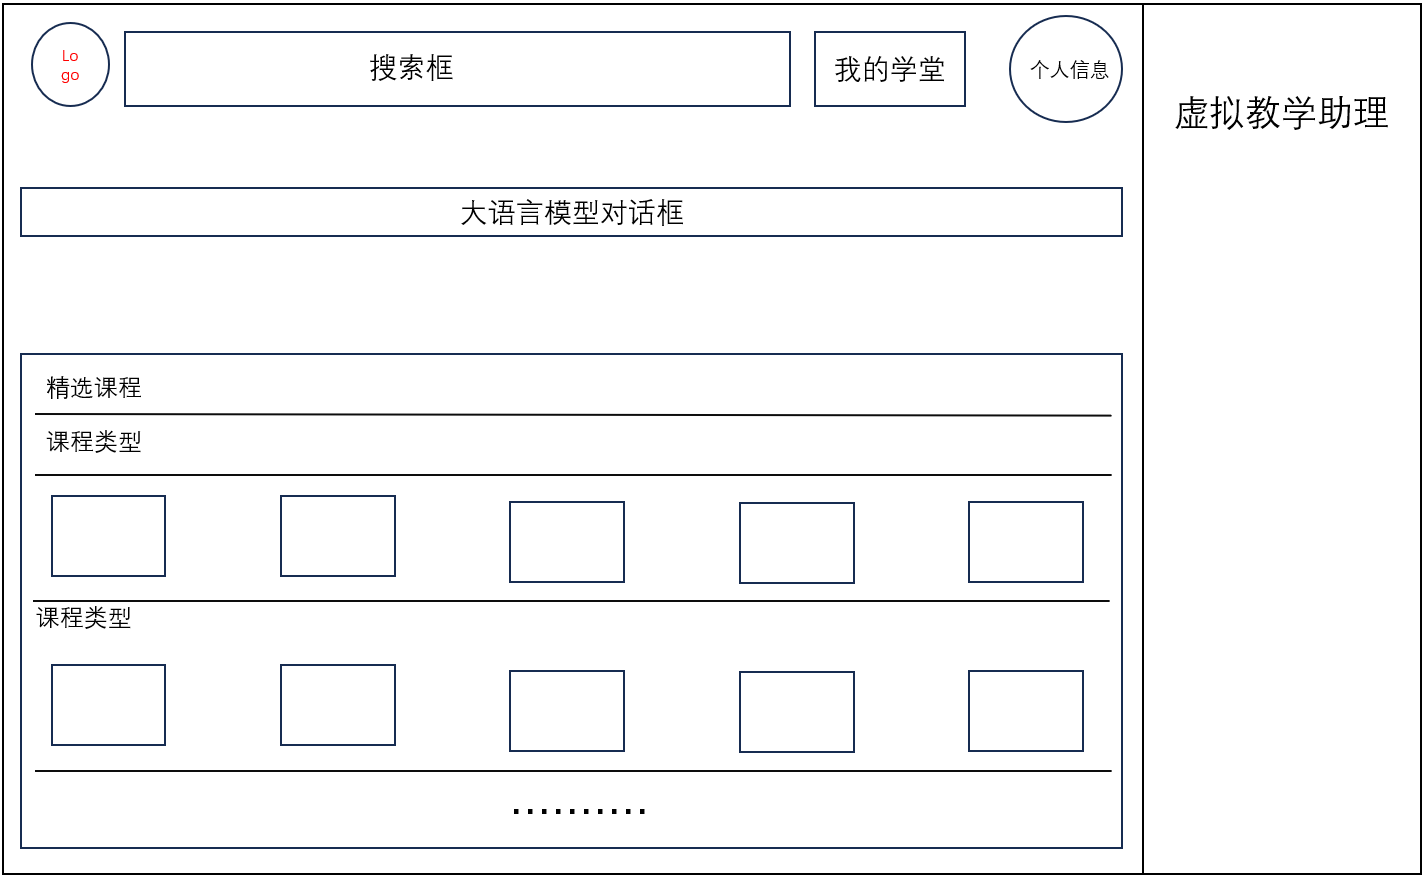 Lo
go
搜索框
我的学堂
个人信息
虚拟教学助理
大语言模型对话框
精选课程
课程类型
课程类型
..........